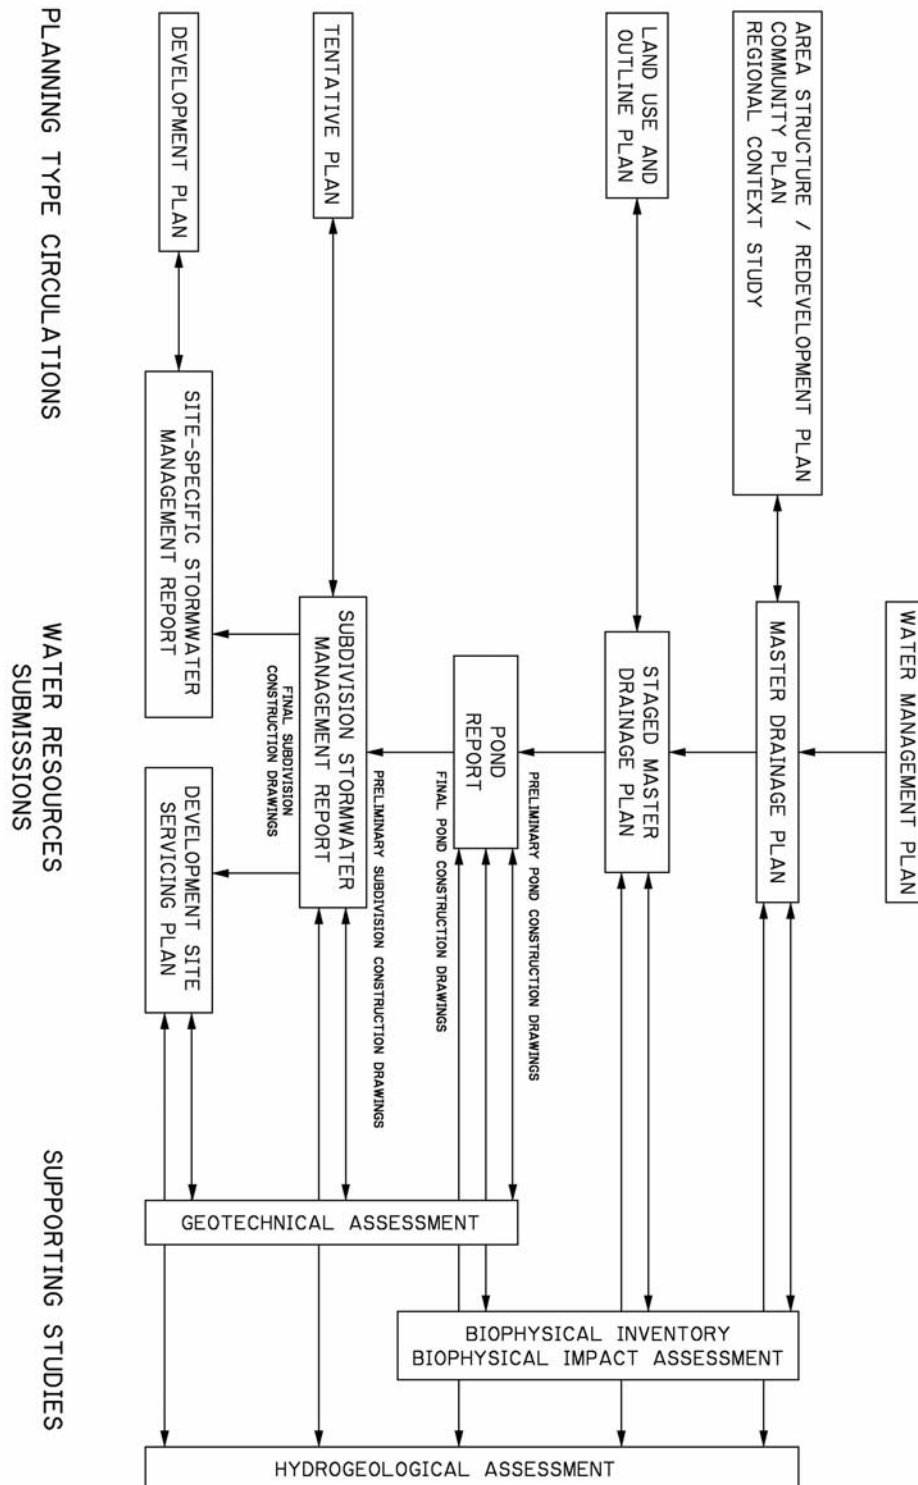 PLANNING TYPE CIRCULATIONS
WATER RESOURCES
SUBMISSIONS
SUPPORTING STUDIES
AREA STRUCTURE / REDEVELOPMENT PLAN
COMMUNITY PLAN
REGIONAL CONTEXT STUDY
LAND USE AND
OUTLINE PLAN
TENTATIVE PLAN
DEVELOPMENT PLAN
WATER MANAGEMENT PLAN
MASTER DRAINAGE PLAN
STAGED MASTER
DRAINAGE PLAN
PRELIMINARY POND CONSTRUCTION DRAWINGS
POND
REPORT
FINAL POND CONSTRUCTION DRAWINGS
PRELIMINARY SUBDIVISION CONSTRUCTION DRAWINGS
SUBDIVISION STORMWATER
MANAGEMENT REPORT
FINAL SUBDIVISION
CONSTRUCTION DRAWINGS
SITE-SPECIFIC STORMWATER
MANAGEMENT REPORT
DEVELOPMENT SITE
SERVICING PLAN
GEOTECHNICAL ASSESSMENT
BIOPHYSICAL INVENTORY
BIOPHYSICAL IMPACT ASSESSMENT
HYDROGEOLOGICAL ASSESSMENT